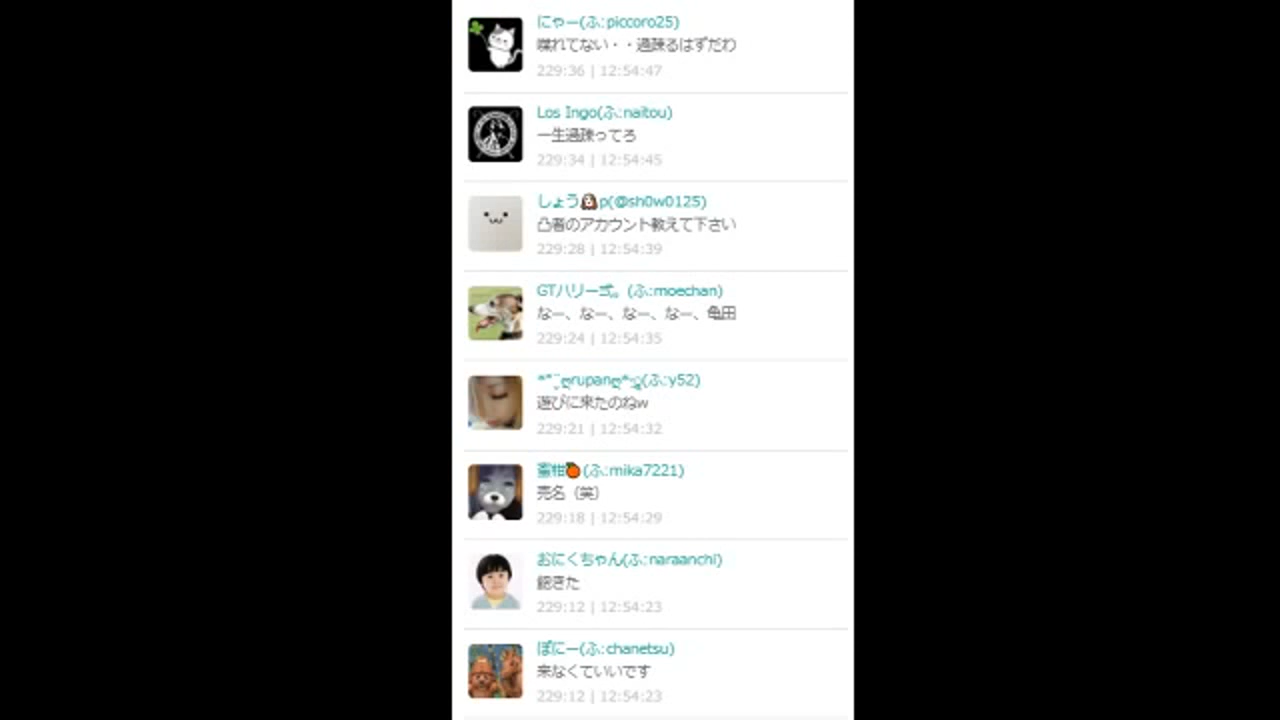 にゃー(ふ:piccoro25)
喋れてない・・過疎るはずだわ
229:36 | 12:54:47
Los Ingo(ふ:naitou)
一生過疎ってろ
229:34 | 12:54:45
しょう🐶p(@sh0w0125)
凸者のアカウント教えて下さい
229:28 | 12:54:39
GTハリー弍。(ふ:moechan)
なー、なー、なー、なー、亀田
229:24 | 12:54:35
rupan (ふ:y52)
遊びに来たのねw
229:21 | 12:54:32
蜜柑🍊(ふ:mika7221)
売名（笑）
229:18 | 12:54:29
おにくちゃん(ふ:naraanchi)
飽きた
229:12 | 12:54:23
ぽにー(ふ:chanetsu)
来なくていいです
229:12 | 12:54:23